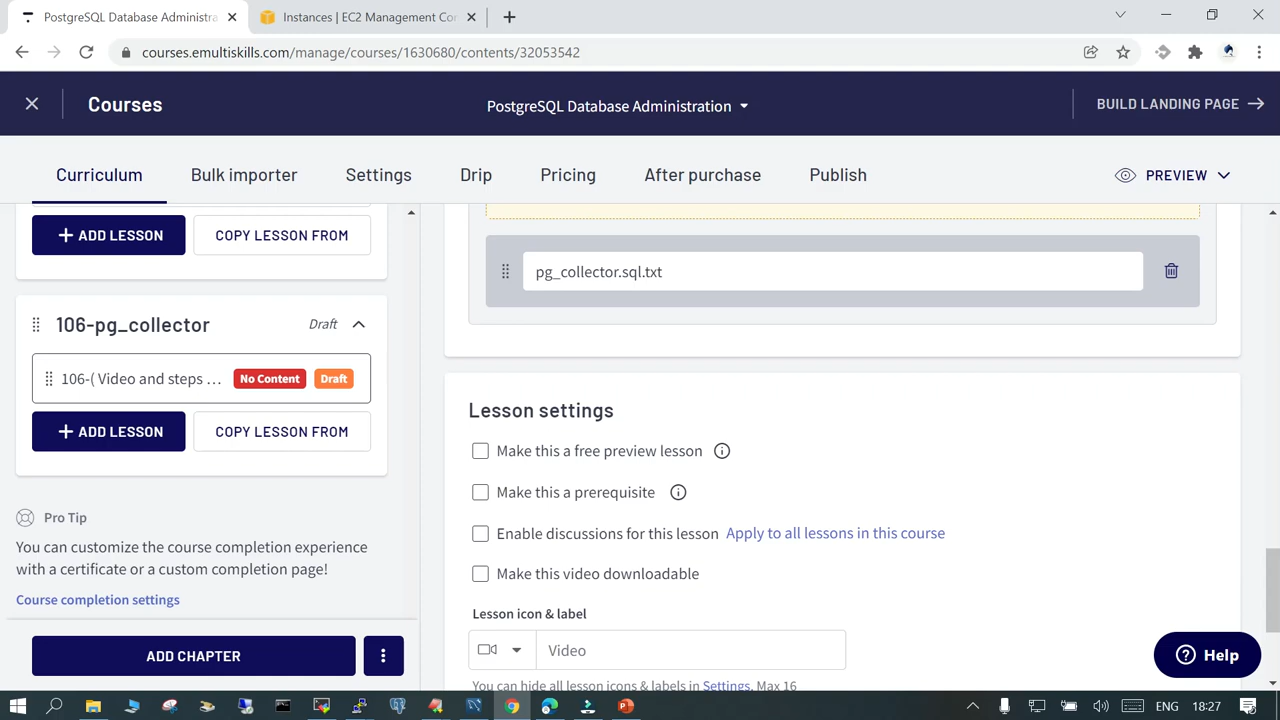 PostgreSQL Database Administra
Instances | EC2 Management Con
courses.emultiskills.com/manage/courses/1630680/contents/32053542
Courses
PostgreSQL Database Administration
BUILD LANDING PAGE
Curriculum
Bulk importer
Settings
Drip
Pricing
After purchase
Publish
PREVIEW
ADD LESSON
COPY LESSON FROM
106-pg_collector
Draft
106-( Video and steps ...
No Content
Draft
ADD LESSON
COPY LESSON FROM
Pro Tip
You can customize the course completion experience
with a certificate or a custom completion page!
Course completion settings
ADD CHAPTER
pg_collector.sql.txt
Lesson settings
Make this a free preview lesson
Make this a prerequisite
Enable discussions for this lesson Apply to all lessons in this course
Make this video downloadable
Lesson icon & label
Video
You can hide all lesson icons & labels in Settings. Max 16
Help
ENG
18:27